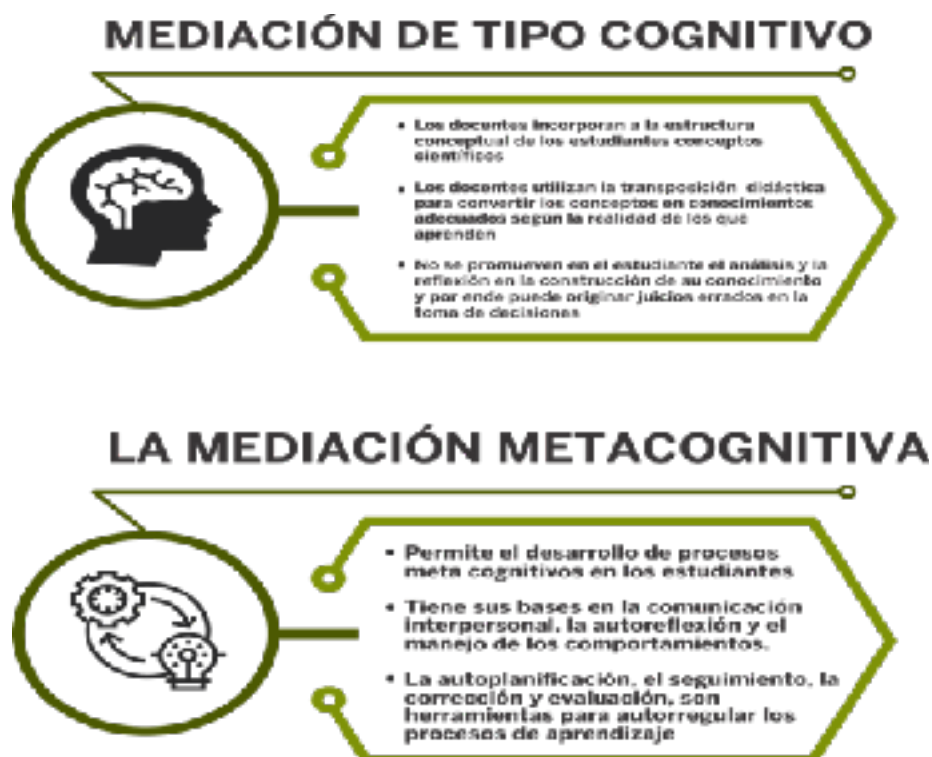 MEDIACIÓN DE TIPO COGNITIVO
• Los docentes incorporan a la estructura
conceptual de los estudiantes conceptos
científicos
• Los docentes utilizan la transposición didáctica
para convertir los conceptos en conocimientos
adecuados según la realidad de los que
aprenden
• No se promueven en el estudiante el análisis y la
reflexión en la construcción de su conocimiento
y por ende puede originar juicios errados en la
toma de decisiones
LA MEDIACIÓN METACOGNITIVA
• Permite el desarrollo de procesos
meta cognitivos en los estudiantes
• Tiene sus bases en la comunicación
interpersonal, la autoreflexión y el
manejo de los comportamientos.
• La autoplanificación, el seguimiento, la
corrección y evaluación, son
herramientas para autorregular los
procesos de aprendizaje